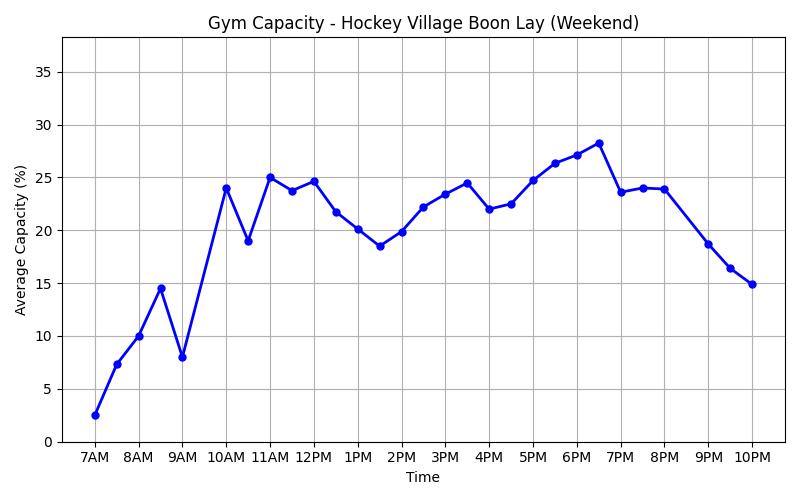 Gym Capacity - Hockey Village Boon Lay (Weekend)
Average Capacity (%)
35
30
25
20
15
10
5
0
7AM 8AM 9AM 10AM 11AM 12PM 1PM 2PM 3PM 4PM 5PM 6PM 7PM 8PM 9PM 10PM
Time